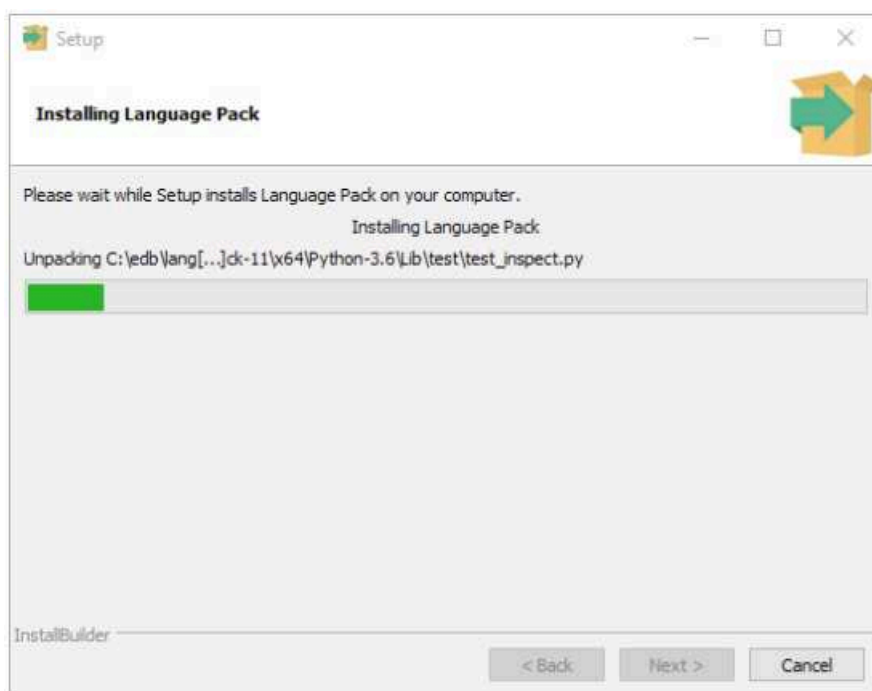 Setup
Installing Language Pack
Please wait while Setup installs Language Pack on your computer.
Installing Language Pack
Unpacking C:\edb\lang[...]ck-11\x64\Python-3.6\Lib\test\test_inspect.py
InstallBuilder
< Back Next > Cancel